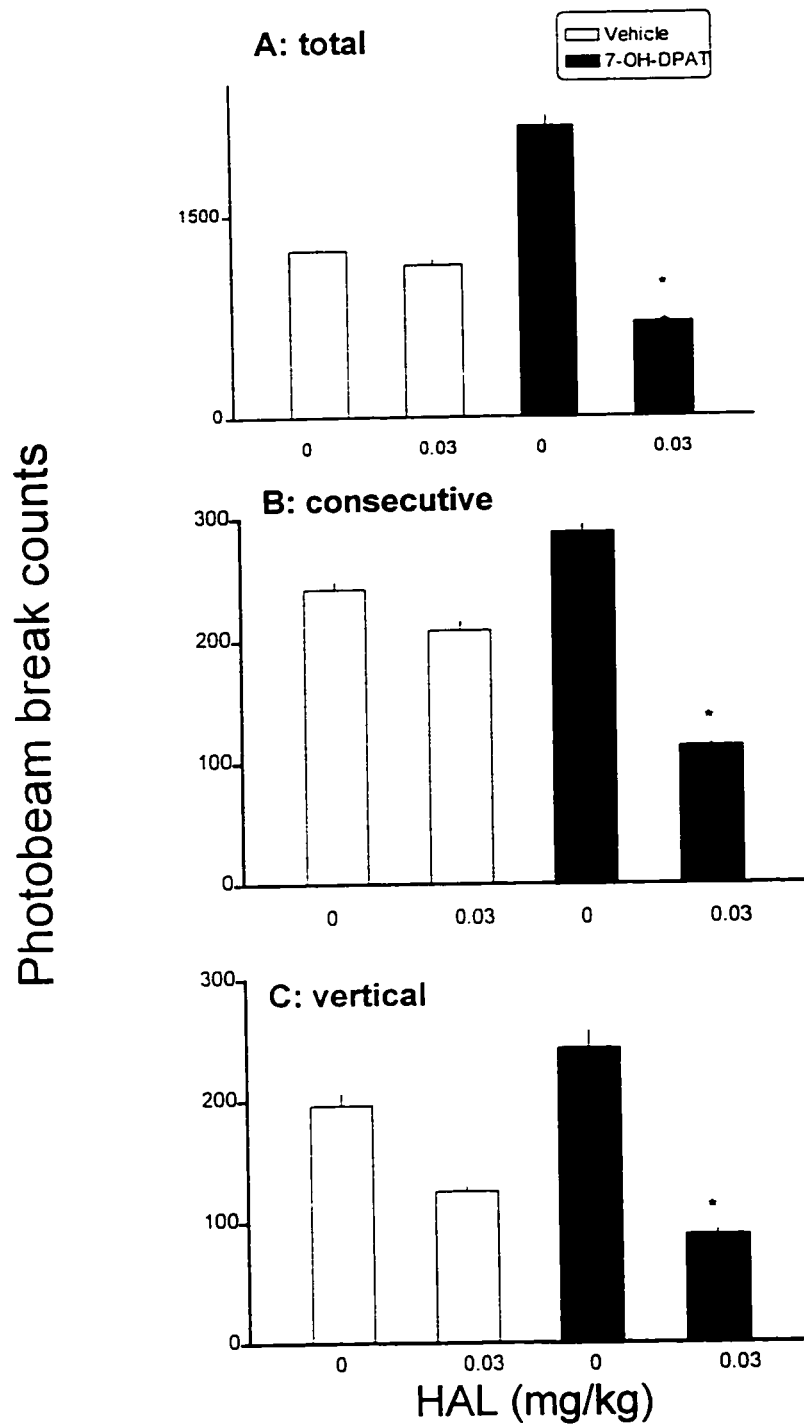 A: total
Vehicle
7-OH-DPAT
1500
*
0
0 0.03 0 0.03
Photobeam break counts
B: consecutive
300
200
*
100
0
0 0.03 0 0.03
C: vertical
300
200
*
100
0
0 0.03 0 0.03
HAL (mg/kg)